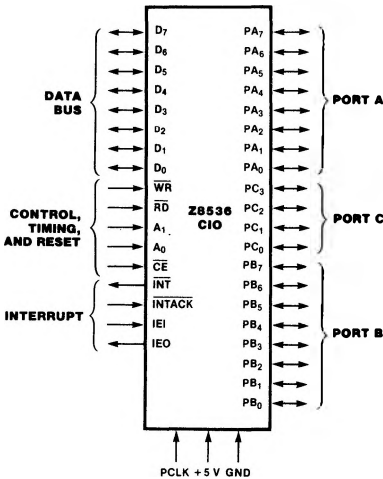 DATA
BUS
D7
D6
D5
D4
D3
D2
D1
D0
CONTROL,
TIMING,
AND RESET
WR
RD
A1
A0
CE
INTERRUPT
INT
INTACK
IEI
IEO
Z8536
CIO
PA7
PA6
PA5
PA4
PA3
PA2
PA1
PA0
PORT A
PC3
PC2
PC1
PC0
PORT C
PB7
PB6
PB5
PB4
PB3
PB2
PB1
PB0
PORT B
PCLK +5 V GND